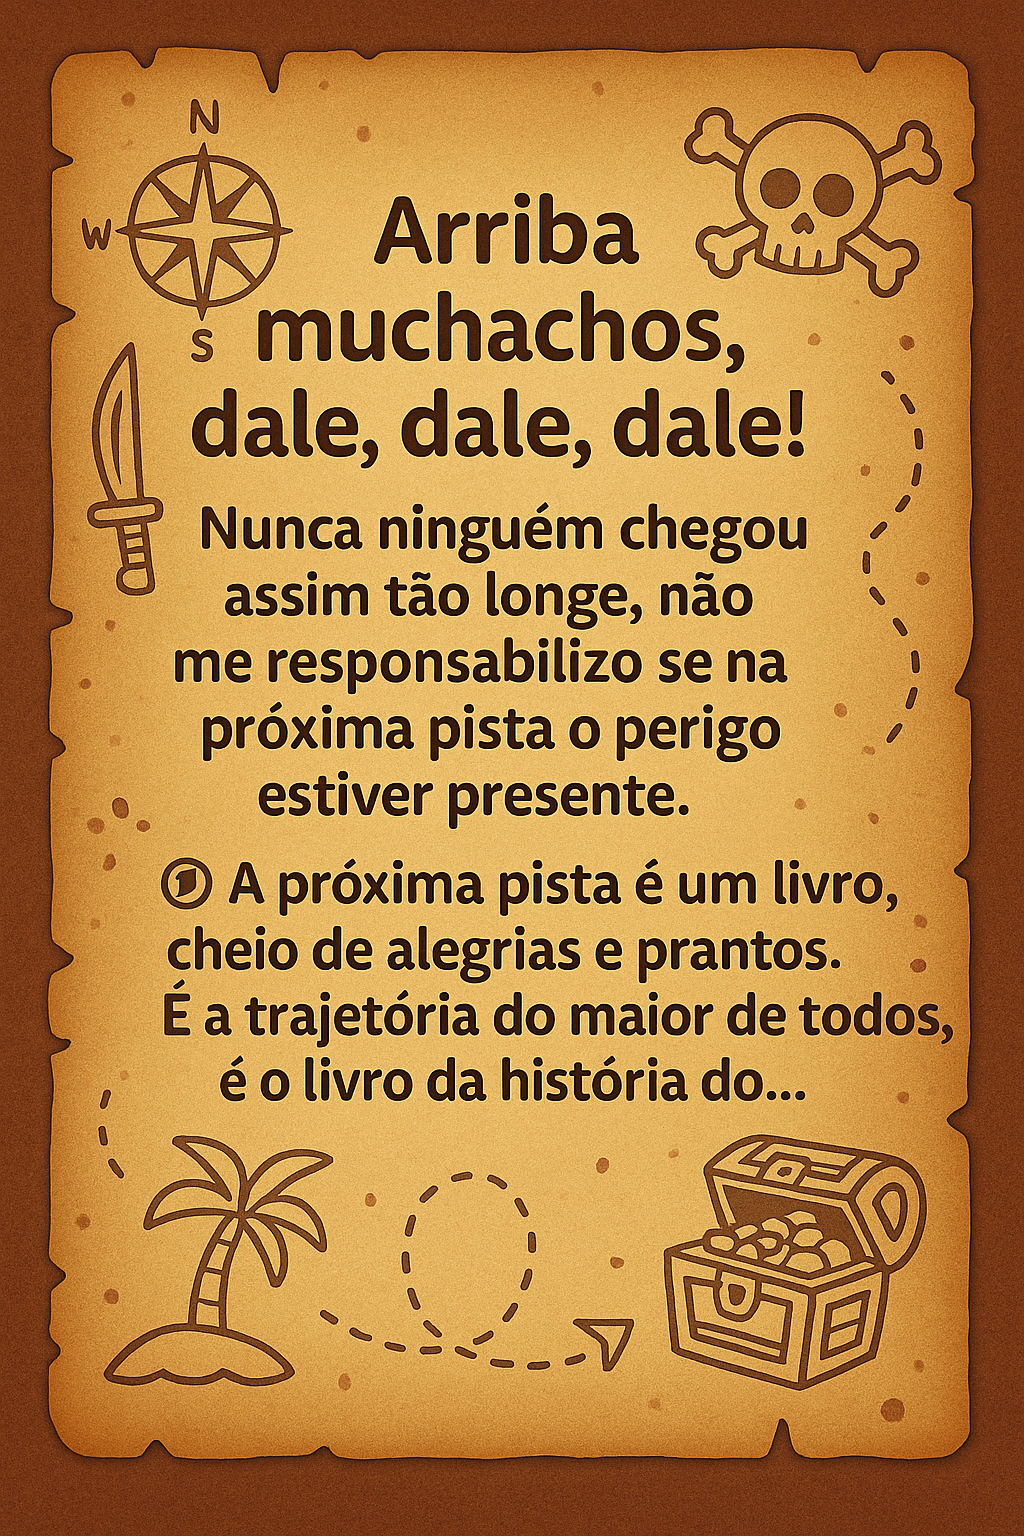 N
W
S
Arriba
muchachos,
dale, dale, dale!
Nunca ninguém chegou
assim tão longe, não
me responsabilizo se na
próxima pista o perigo
estiver presente.
A próxima pista é um livro,
cheio de alegrias e prantos.
É a trajetória do maior de todos,
é o livro da história do...